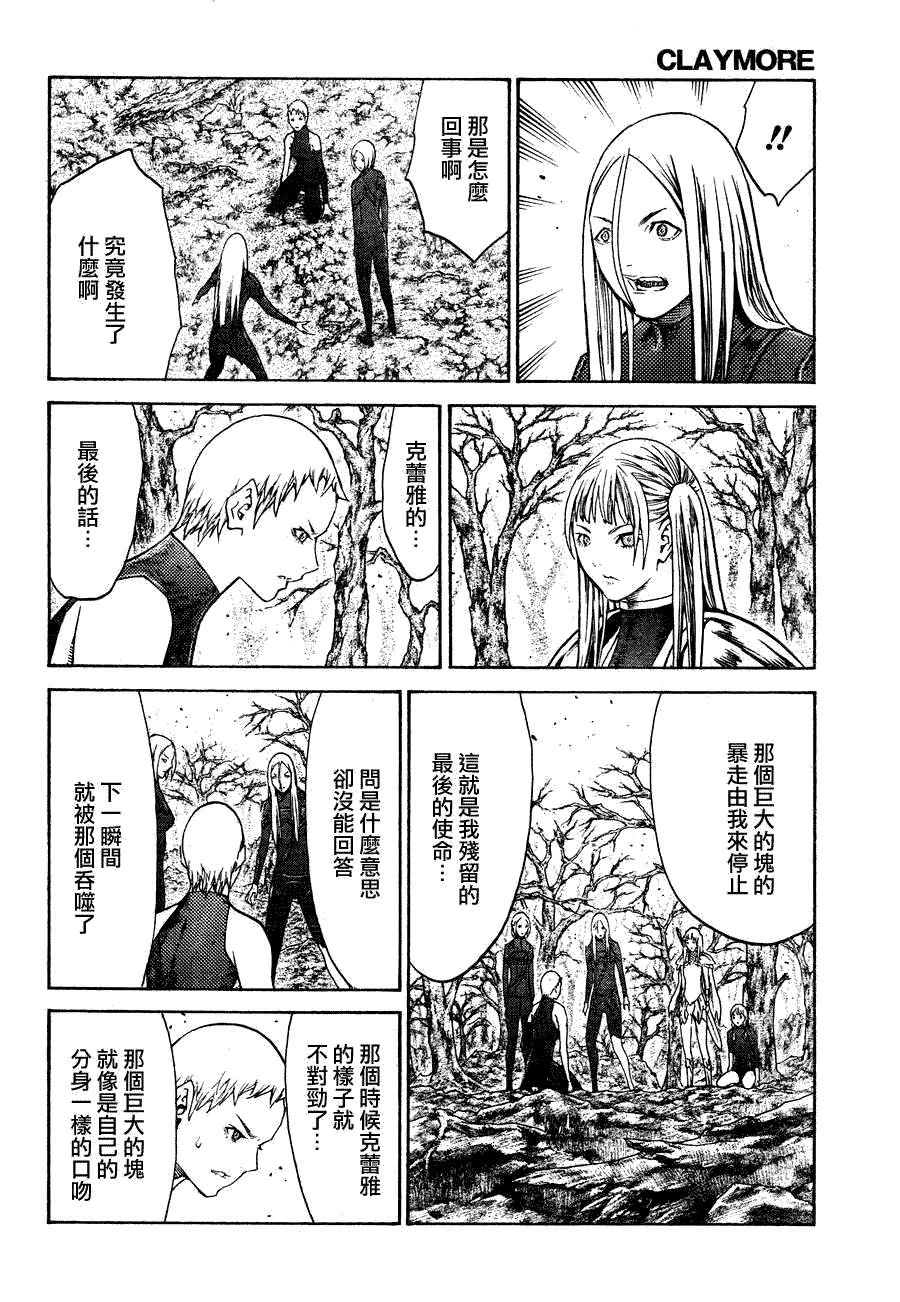 CLAYMORE
!!
那是怎麼
回事啊
究竟發生了
什麼啊
克蕾雅的…
最後的話…
那個巨大的塊的
暴走由我來停止
這就是我殘留的
最後的使命…
問是什麼意思
卻沒能回答
下一瞬間
就被那個吞噬了
那個時候克蕾雅
的樣子就
不對勁了…
那個巨大的塊
就像是自己的
分身一樣的口吻